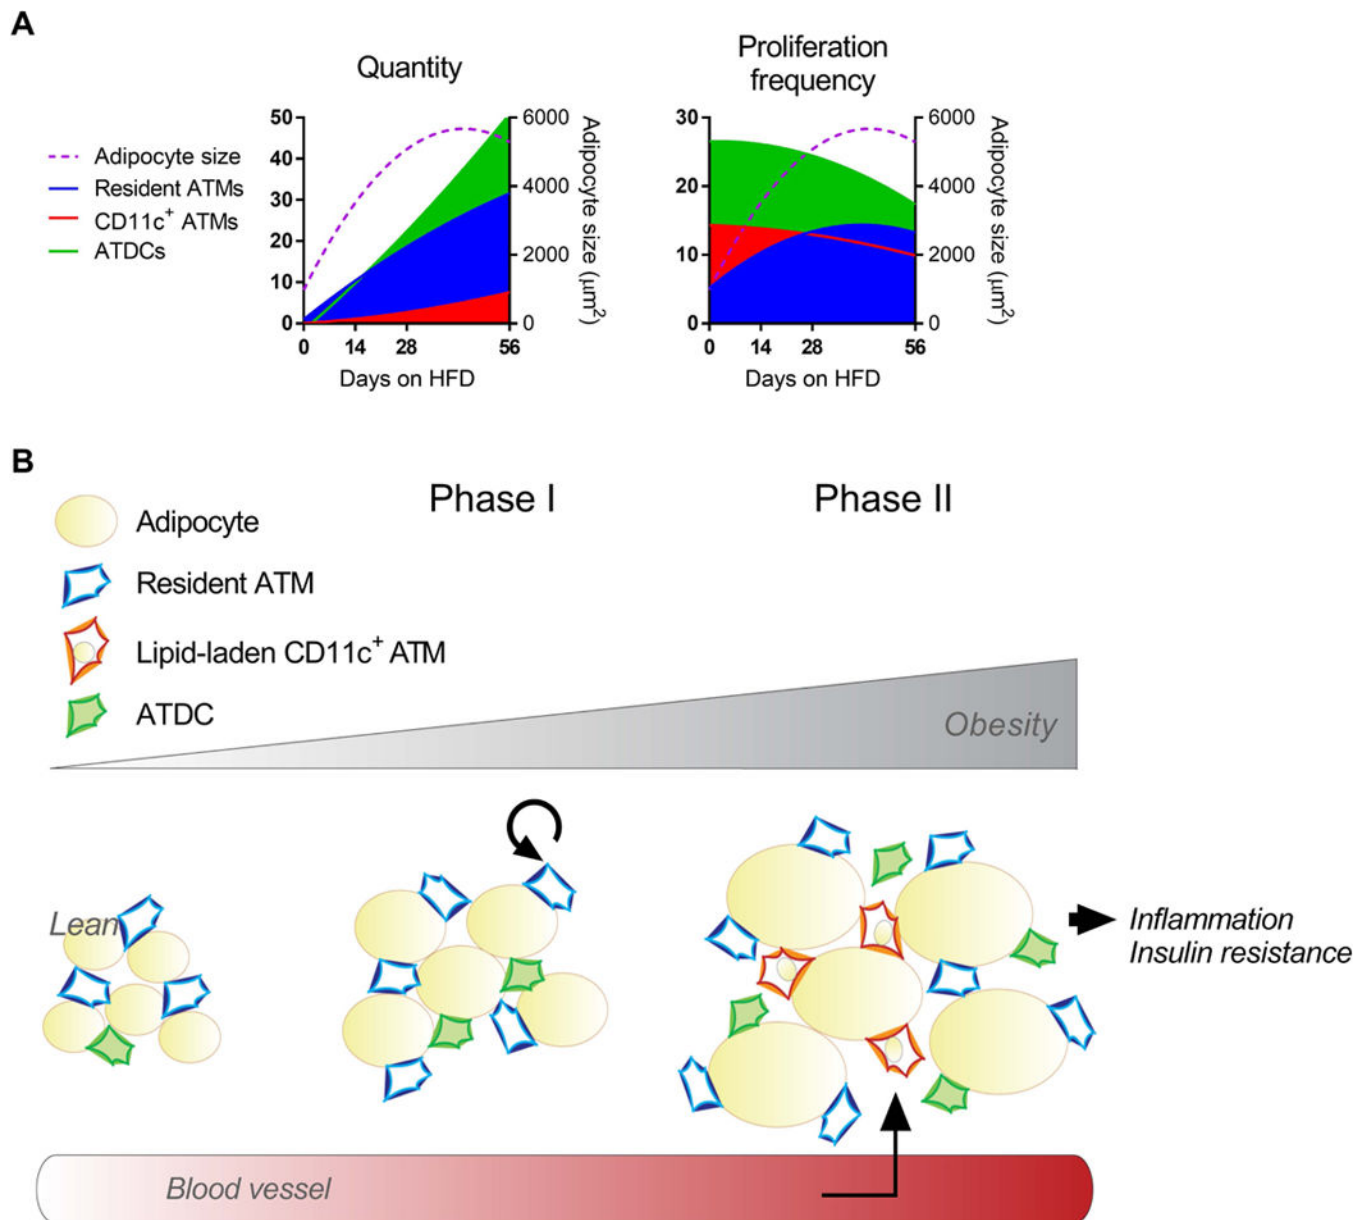 A
Quantity
Proliferation
frequency
Adipocyte size
Resident ATMs
CD11c+ ATMs
ATDCs
50
40
30
20
10
0
6000
4000
2000
0
Adipocyte size (μm2)
0 14 28 56
Days on HFD
30
20
10
0
6000
4000
2000
0
Adipocyte size (μm2)
0 14 28 56
Days on HFD
B
Phase I
Phase II
Adipocyte
Resident ATM
Lipid-laden CD11c+ ATM
ATDC
Obesity
Lean
Inflammation
Insulin resistance
Blood vessel